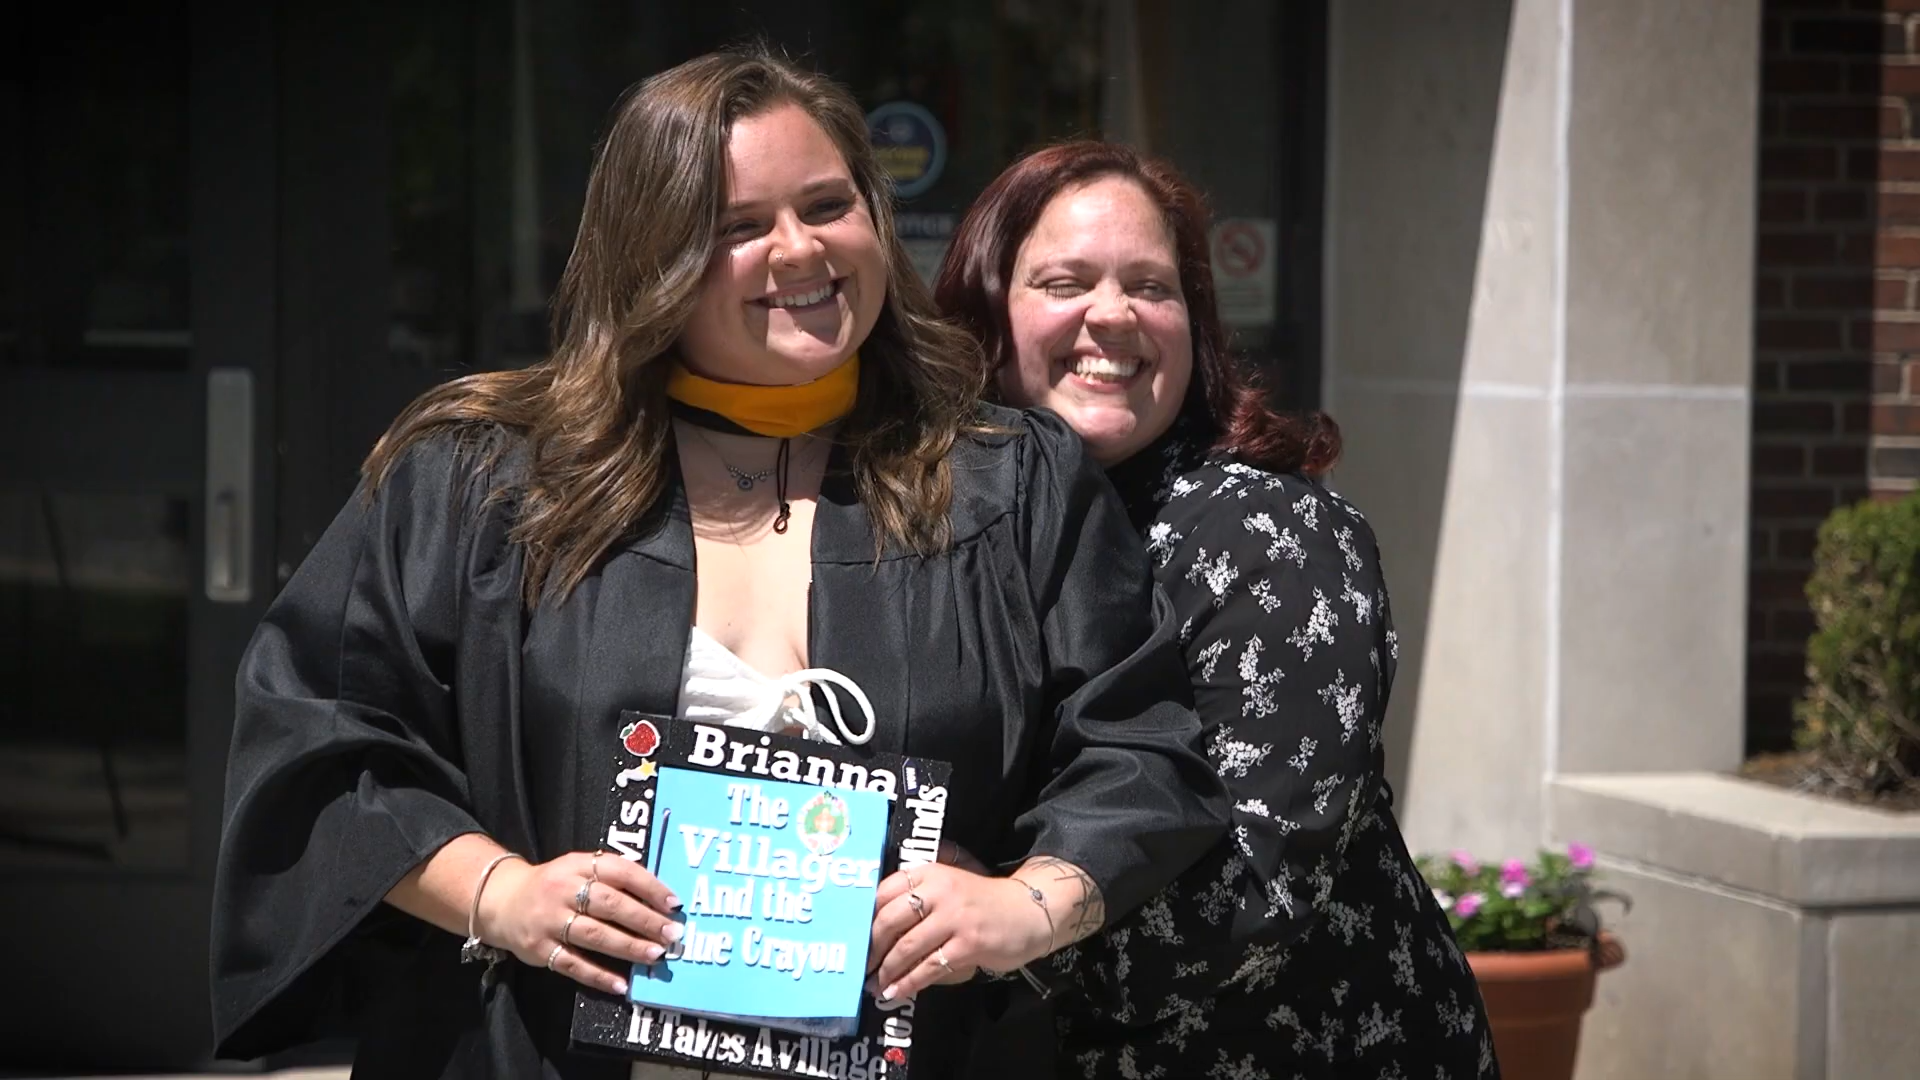 Brianna
Ms.
The
Villager
And the
Blue Crayon
Minds
It Takes A village